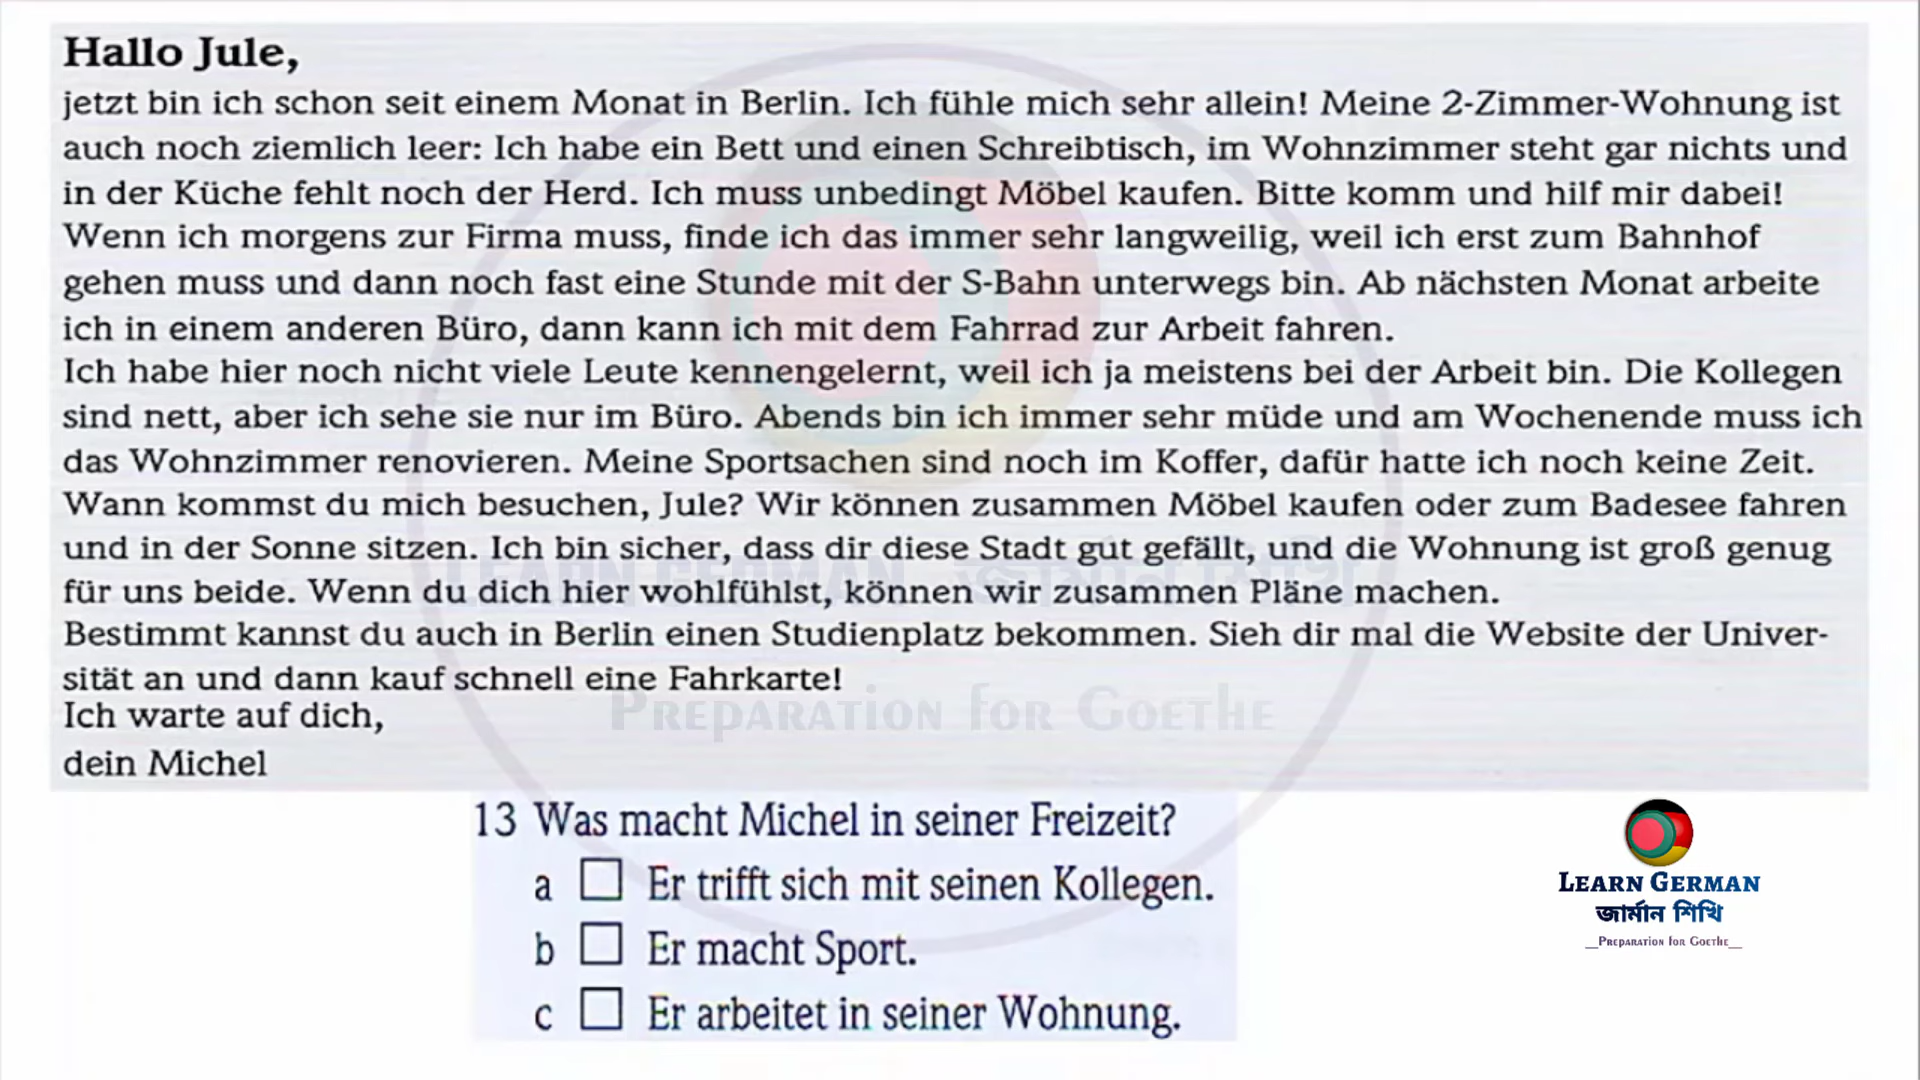 Hallo Jule,
jetzt bin ich schon seit einem Monat in Berlin. Ich fühle mich sehr allein! Meine 2-Zimmer-Wohnung ist
auch noch ziemlich leer: Ich habe ein Bett und einen Schreibtisch, im Wohnzimmer steht gar nichts und
in der Küche fehlt noch der Herd. Ich muss unbedingt Möbel kaufen. Bitte komm und hilf mir dabei!
Wenn ich morgens zur Firma muss, finde ich das immer sehr langweilig, weil ich erst zum Bahnhof
gehen muss und dann noch fast eine Stunde mit der S-Bahn unterwegs bin. Ab nächsten Monat arbeite
ich in einem anderen Büro, dann kann ich mit dem Fahrrad zur Arbeit fahren.
Ich habe hier noch nicht viele Leute kennengelernt, weil ich ja meistens bei der Arbeit bin. Die Kollegen
sind nett, aber ich sehe sie nur im Büro. Abends bin ich immer sehr müde und am Wochenende muss ich
das Wohnzimmer renovieren. Meine Sportsachen sind noch im Koffer, dafür hatte ich noch keine Zeit.
Wann kommst du mich besuchen, Jule? Wir können zusammen Möbel kaufen oder zum Badesee fahren
und in der Sonne sitzen. Ich bin sicher, dass dir diese Stadt gut gefällt, und die Wohnung ist groß genug
für uns beide. Wenn du dich hier wohlfühlst, können wir zusammen Pläne machen.
Bestimmt kannst du auch in Berlin einen Studienplatz bekommen. Sieh dir mal die Website der Univer-
sität an und dann kauf schnell eine Fahrkarte!
Ich warte auf dich,
dein Michel
LEARN GERMAN জার্মান শিখি
PREPARATION for GOETHE
13 Was macht Michel in seiner Freizeit?
a Er trifft sich mit seinen Kollegen.
b Er macht Sport.
c Er arbeitet in seiner Wohnung.
LEARN GERMAN
জার্মান শিখি
__PREPARATION for GOETHE__